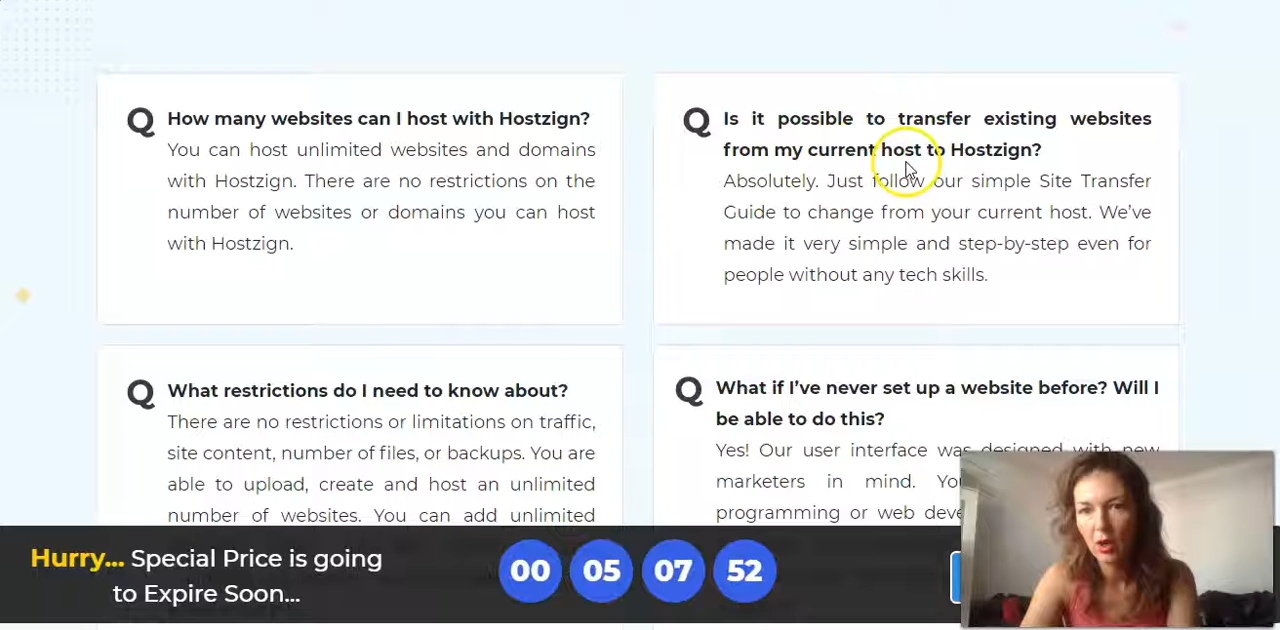 Q How many websites can I host with Hostzign?
You can host unlimited websites and domains
with Hostzign. There are no restrictions on the
number of websites or domains you can host
with Hostzign.
Q Is it possible to transfer existing websites
from my current host to Hostzign?
Absolutely. Just follow our simple Site Transfer
Guide to change from your current host. We've
made it very simple and step-by-step even for
people without any tech skills.
Q What restrictions do I need to know about?
There are no restrictions or limitations on traffic,
site content, number of files, or backups. You are
able to upload, create and host an unlimited
number of websites. You can add unlimited
Q What if I've never set up a website before? Will I
be able to do this?
Yes! Our user interface was designed with new
marketers in mind.
programming or web
Hurry... Special Price is going
to Expire Soon...
00 05 07 52